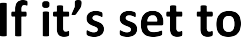 If it’s set to